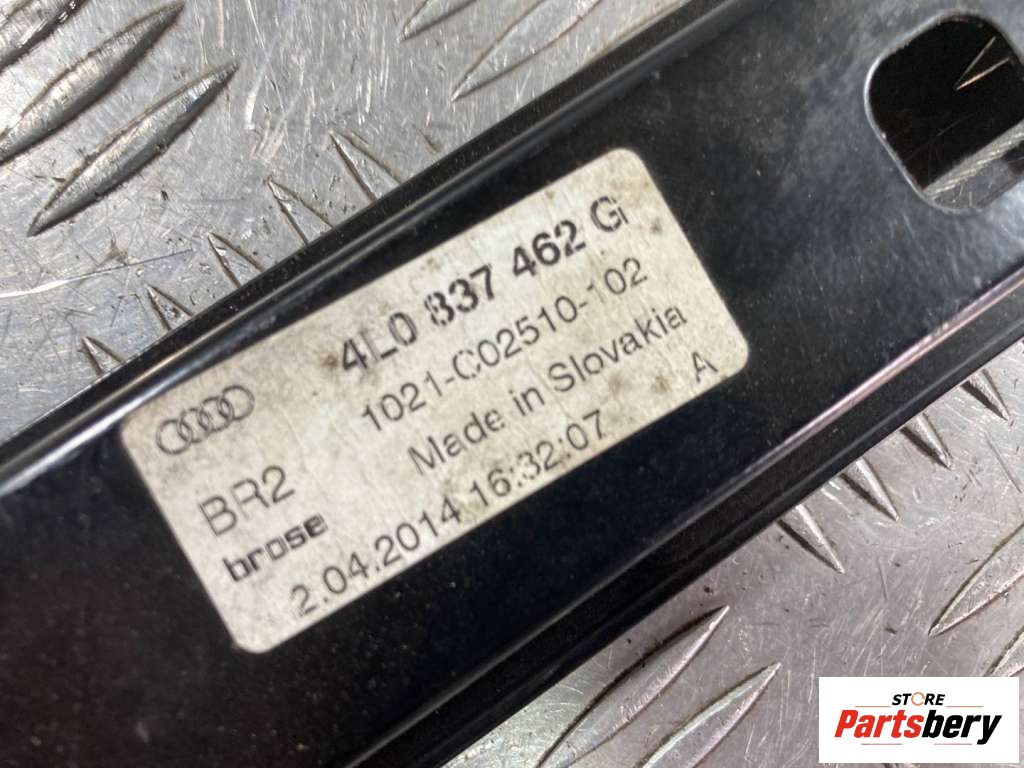 4L0 837 462 G
1021-C02510-102
Made in Slovakia
A
BR2
brose
2.04.2014 16:32:07
STORE
Partsbery